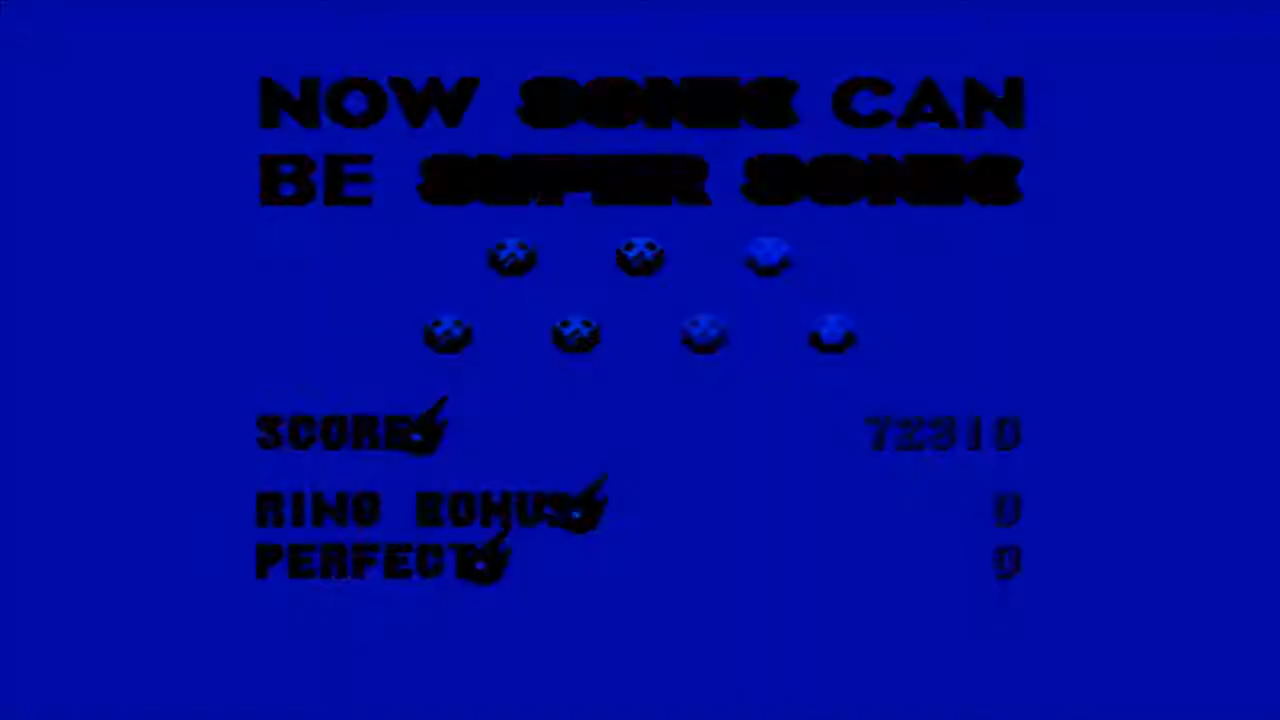 NOW SONIC CAN
BE SUPER SONIC
SCORE 72310
RING BONUS 0
PERFECT 0